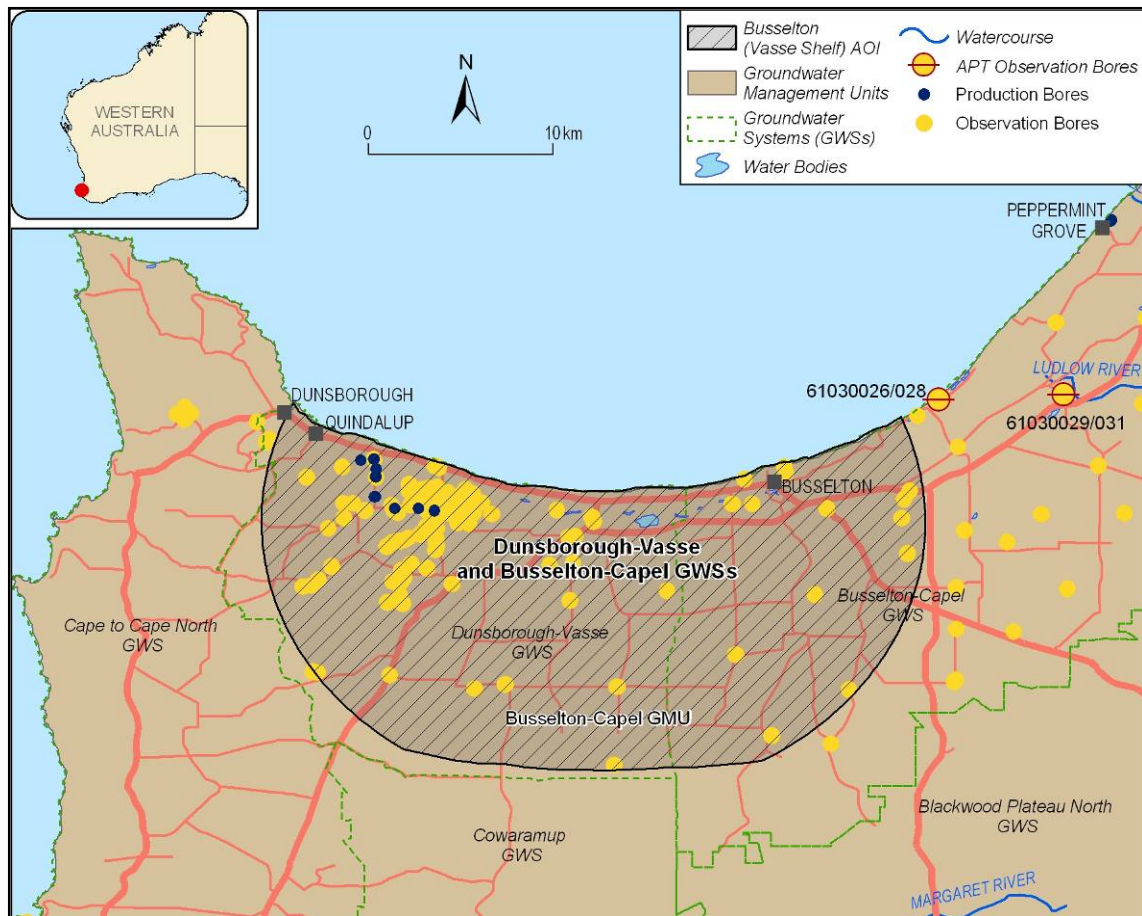 WESTERN
AUSTRALIA
N
0
10 km
Busselton
(Vasse Shelf) AOI
Groundwater
Management Units
Groundwater
Systems (GWSs)
Water Bodies
Watercourse
APT Observation Bores
Production Bores
Observation Bores
PEPPERMINT
GROVE
LUDLOW RIVER
61030026/028
61030029/031
DUNSBOROUGH
QUINDALUP
BUSSELTON
Dunsborough-Vasse
and Busselton-Capel GWSs
Busselton-Capel
GWS
Cape to Cape North
GWS
Dunsborough-Vasse
GWS
Busselton-Capel GMU
Blackwood Plateau North
GWS
Cowaramup
GWS
MARGARET RIVER